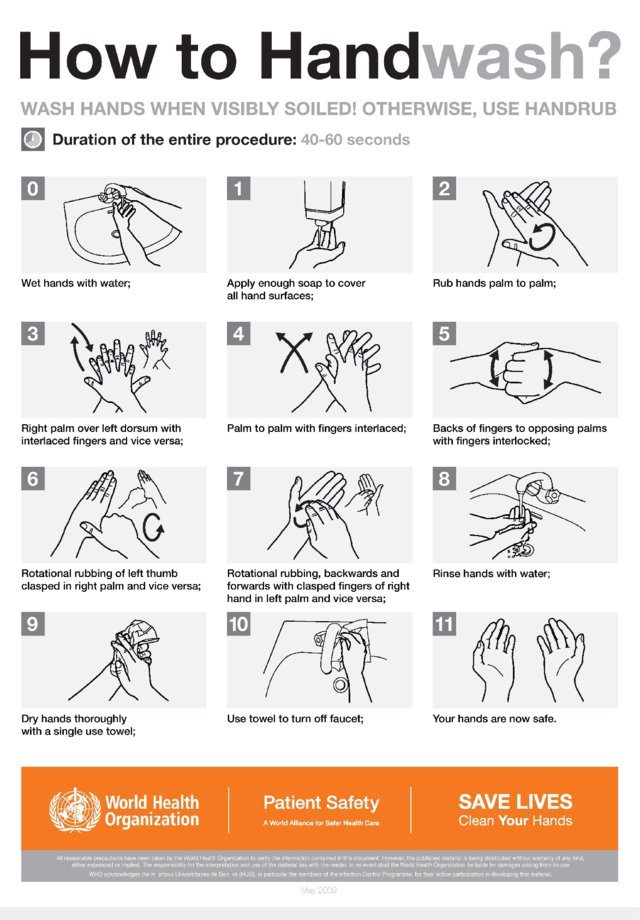 How to Handwash?
WASH HANDS WHEN VISIBLY SOILED! OTHERWISE, USE HANDRUB
Duration of the entire procedure: 40-60 seconds
0
Wet hands with water;
1
Apply enough soap to cover
all hand surfaces;
2
Rub hands palm to palm;
3
Right palm over left dorsum with
interlaced fingers and vice versa;
4
Palm to palm with fingers interlaced;
5
Backs of fingers to opposing palms
with fingers interlocked;
6
Rotational rubbing of left thumb
clasped in right palm and vice versa;
7
Rotational rubbing, backwards and
forwards with clasped fingers of right
hand in left palm and vice versa;
8
Rinse hands with water;
9
Dry hands thoroughly
with a single use towel;
10
Use towel to turn off faucet;
11
Your hands are now safe.
World Health
Organization
Patient Safety
A World Alliance for Safer Health Care
SAVE LIVES
Clean Your Hands
All reasonable precautions have been taken by the World Health Organization to verify the information contained in this document. However, the published material is being distributed without warranty of any kind,
either expressed or implied. The responsibility for the interpretation and use of the material lies with the reader. In no event shall the World Health Organization be liable for damages arising from its use.
WHO acknowledges the H pitaux Universitaires de Gen ve (HUG), in particular the members of the Infection Control Programme, for their active participation in developing this material.
May 2009